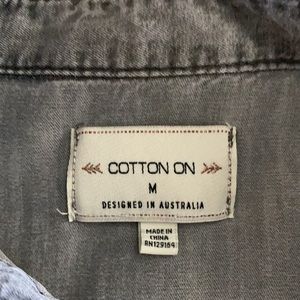 COTTON ON
M
DESIGNED IN AUSTRALIA
MADE IN
CHINA
RN129164